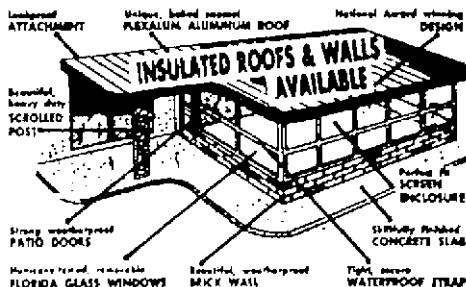 Leakproof
ATTACHMENT
Unique, baked enamel
FLEXALUM ALUMINUM ROOF
National Award winning
DESIGN
INSULATED ROOFS & WALLS
AVAILABLE
Beautiful,
heavy duty
SCROLLED
POST
Perfect fit
SCREEN
ENCLOSURE
Strong weatherproof
PATIO DOORS
Skillfully finished
CONCRETE SLAB
Hurricane tested, removable
FLORIDA GLASS WINDOWS
Beautiful, weatherproof
BRICK WALL
Tight, secure
WATERPROOF STRAP